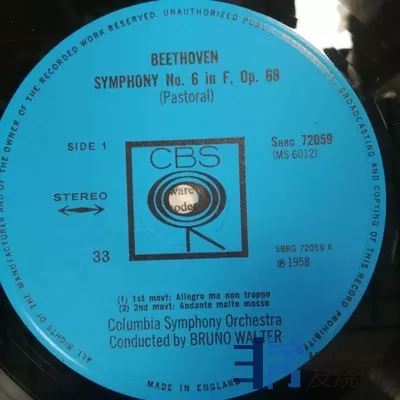 ALL RIGHTS OF THE MANUFACTURER AND OF THE OWNER OF THE RECORDED WORK RESERVED. UNAUTHORIZED PUBLIC
BROADCASTING AND COPYING OF THIS RECORD PROHIBITED.
BEETHOVEN
SYMPHONY No. 6 in F, Op. 68
(Pastoral)
SIDE 1
CBS
SBRG 72059
(MS 6012)
STEREO
33
SBRG 72059 A
℗ 1958
(1) 1st movt: Allegro ma non troppo
(2) 2nd movt: Andante molto mosso
Columbia Symphony Orchestra
Conducted by BRUNO WALTER
MADE IN ENGLAND